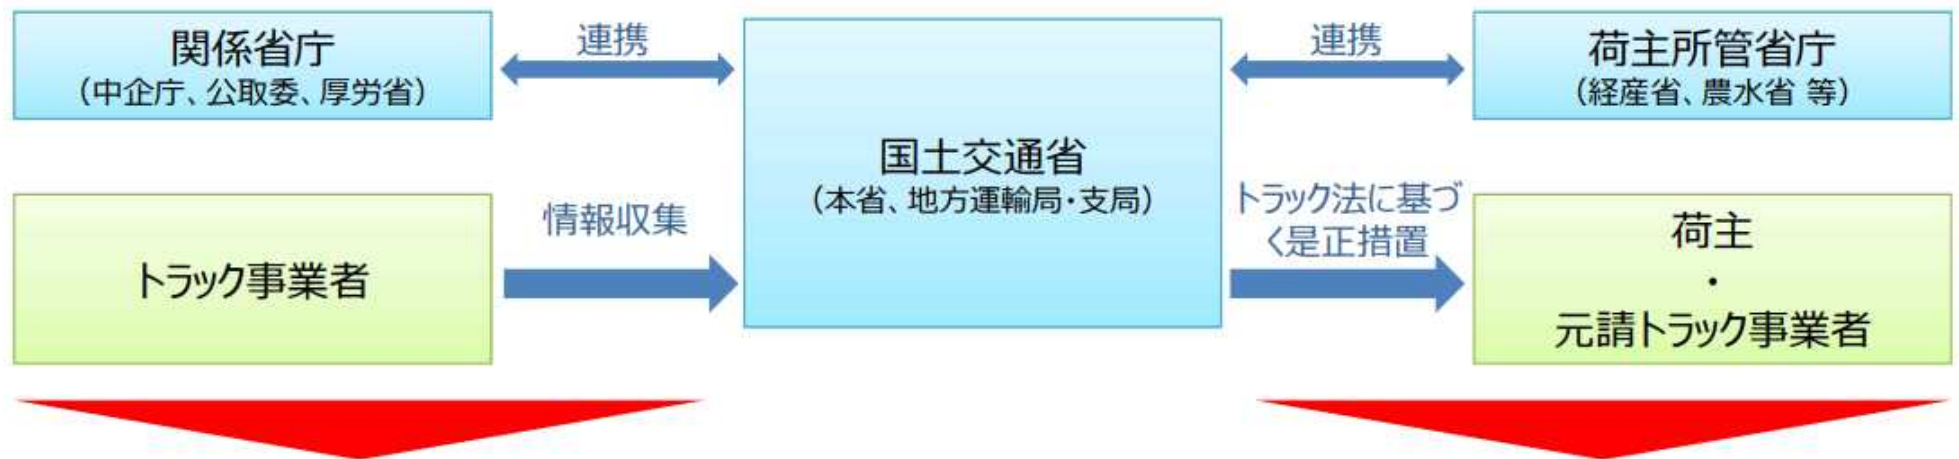 関係省庁
（中企庁、公取委、厚労省）
連携
国土交通省
（本省、地方運輸局・支局）
連携
荷主所管省庁
（経産省、農水省 等）
トラック事業者
情報収集
トラック法に基づ
く是正措置
荷主
・
元請トラック事業者